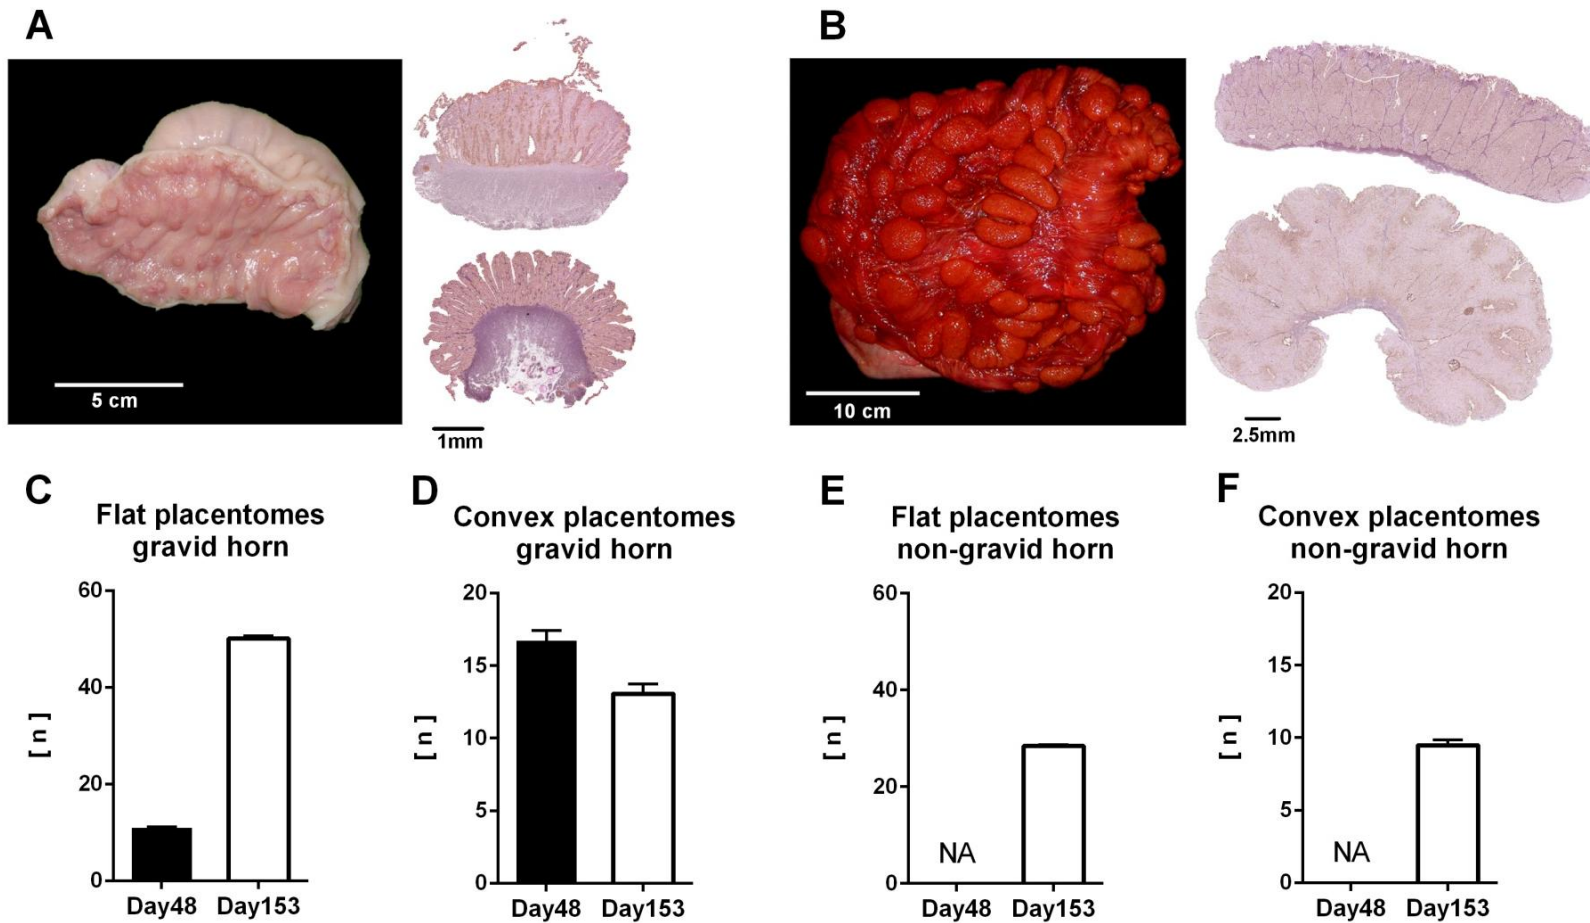 A
B
5 cm
1mm
10 cm
2.5mm
C
Flat placentomes
gravid horn
60
40
20
0
[ n ]
Day48 Day153
D
Convex placentomes
gravid horn
20
15
10
5
0
[ n ]
Day48 Day153
E
Flat placentomes
non-gravid horn
60
40
20
0
[ n ]
NA
Day48 Day153
F
Convex placentomes
non-gravid horn
20
15
10
5
0
[ n ]
NA
Day48 Day153